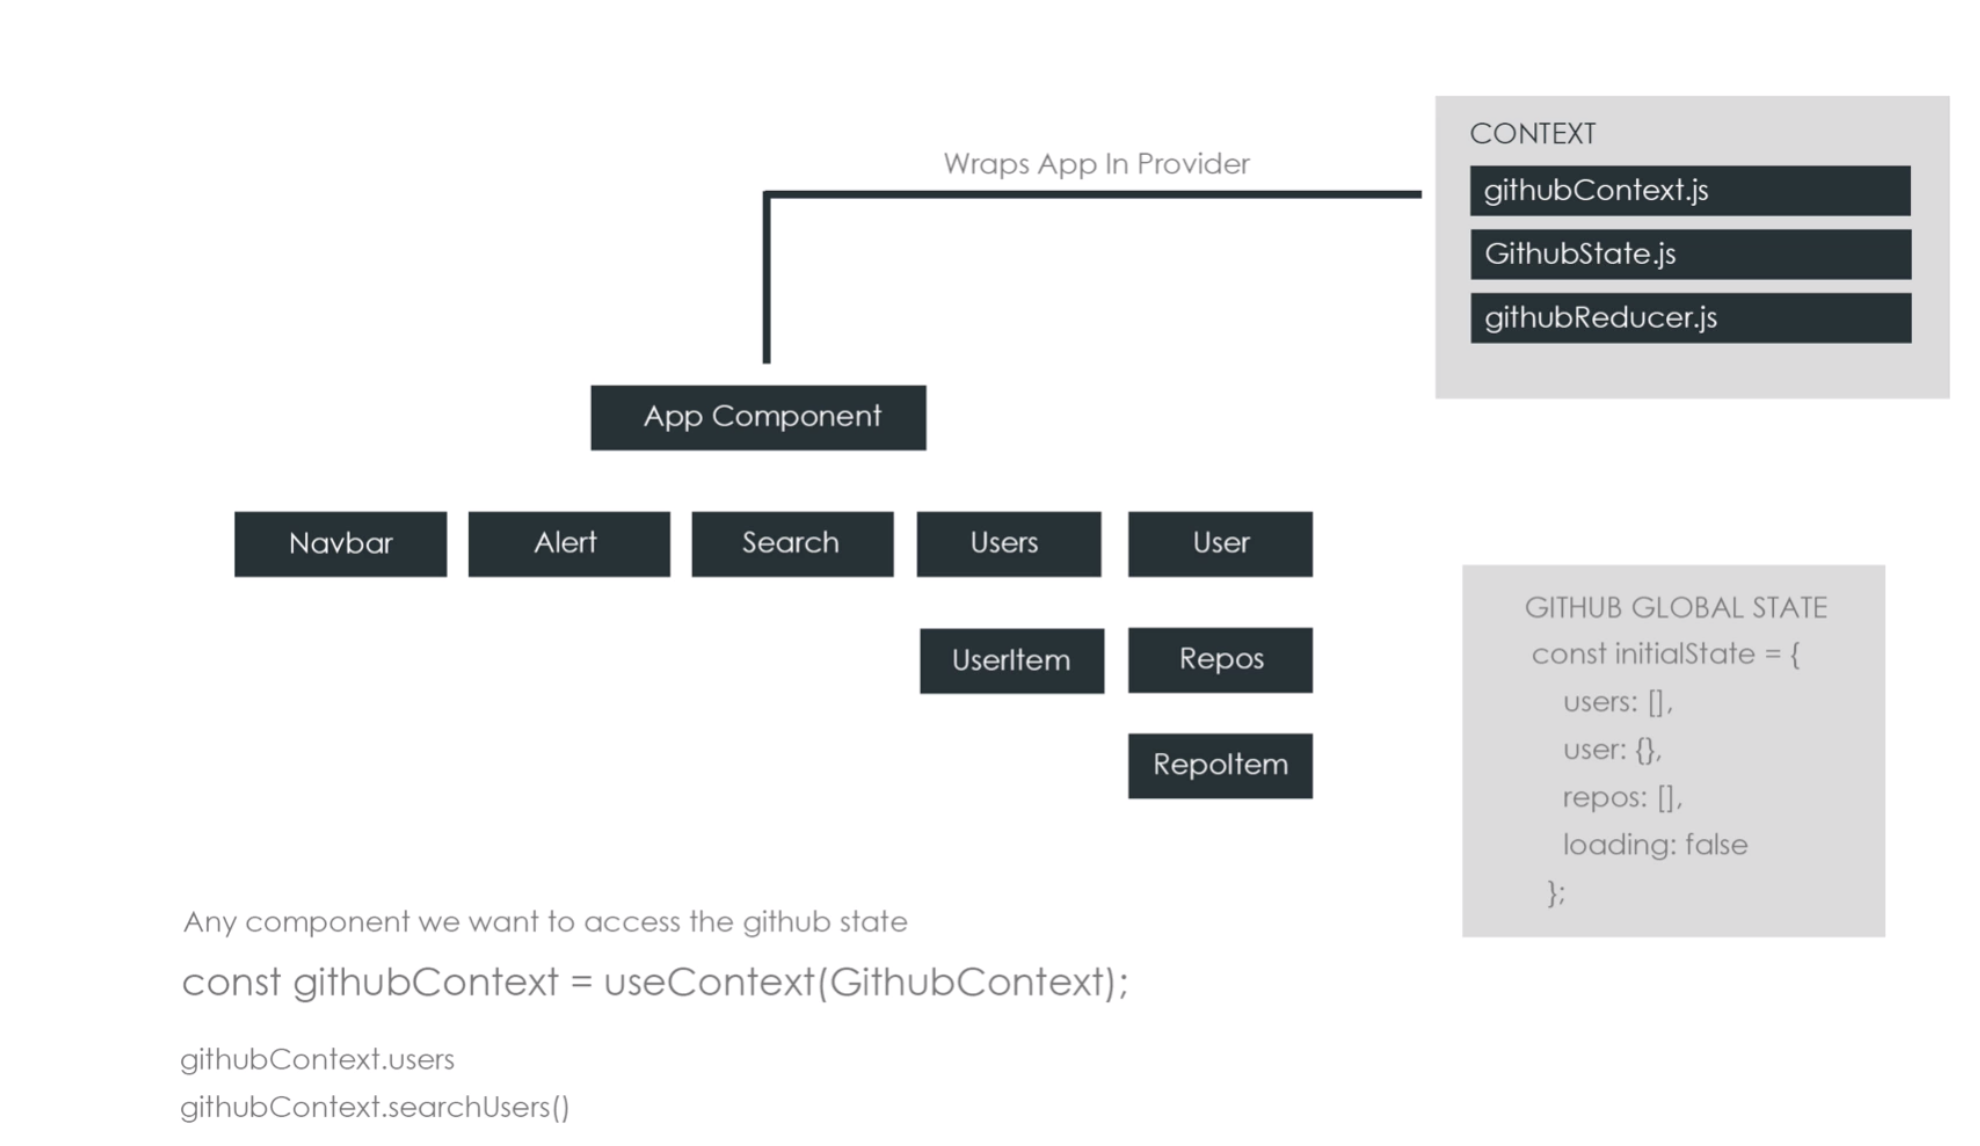 CONTEXT
Wraps App In Provider
githubContext.js
GithubState.js
githubReducer.js
App Component
Navbar
Alert
Search
Users
User
UserItem
Repos
RepoItem
GITHUB GLOBAL STATE
const initialState = {
users: [],
user: {},
repos: [],
loading: false
};
Any component we want to access the github state
const githubContext = useContext(GithubContext);
githubContext.users
githubContext.searchUsers()